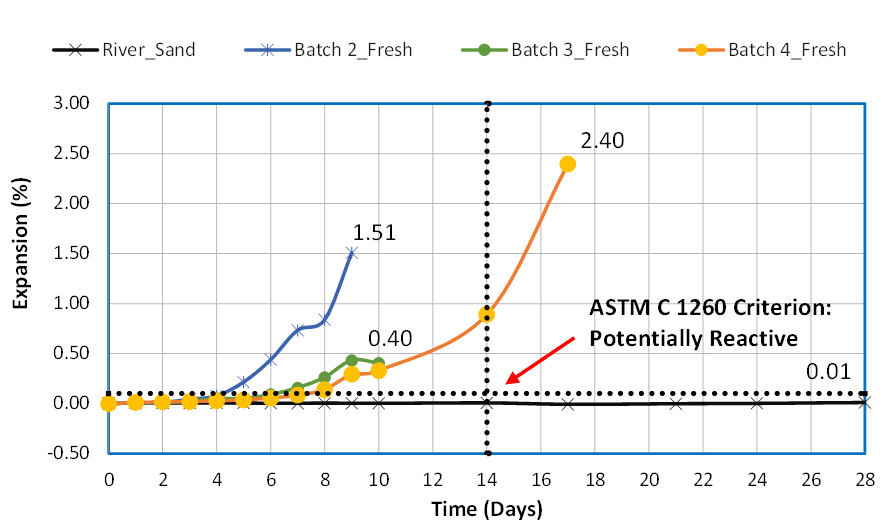 River_Sand Batch 2_Fresh Batch 3_Fresh Batch 4_Fresh
3.00
2.50
2.00
1.50
1.00
0.50
0.00
-0.50
Expansion (%)
2.40
1.51
0.40
ASTM C 1260 Criterion:
Potentially Reactive
0.01
0 2 4 6 8 10 12 14 16 18 20 22 24 26 28
Time (Days)